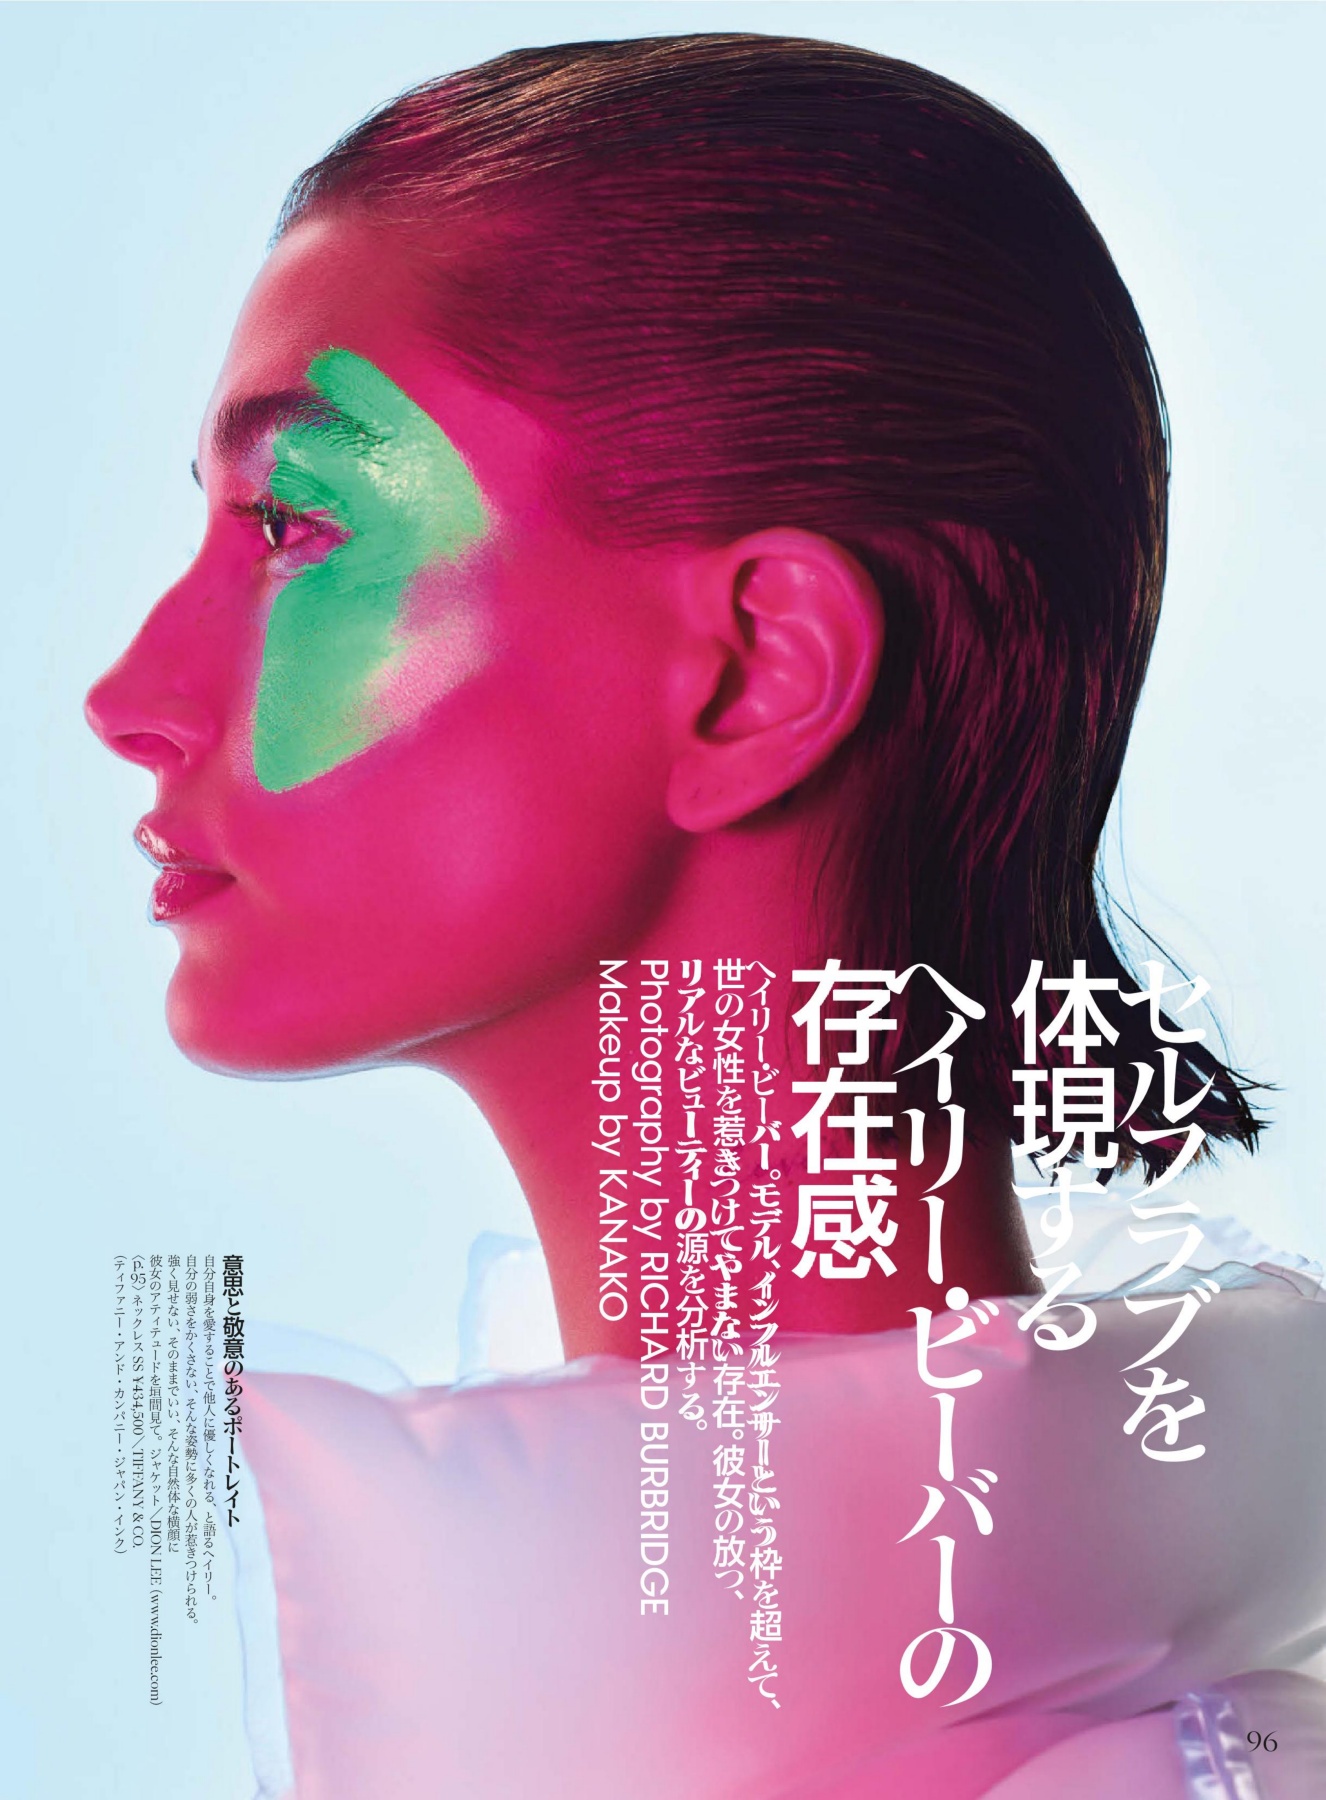 セルフラブを
体現する
ヘイリー・ビーバーの
存在感
ヘイリー・ビーバー。モデル、インフルエンサーという枠を超えて、
世の女性を惹きつけてやまない存在。彼女の放つ、
リアルなビューティーの源を分析する。
Photography by RICHARD BURBRIDGE
Makeup by KANAKO
意思と敬意のあるポートレイト
自分自身を愛することで他人に優しくなれる、と語るヘイリー。
自分の弱さをかくさない、そんな姿勢に多くの人が惹きつけられる。
強く見せない、そのままでいい、そんな自然体な横顔に
彼女のアティテュードを垣間見て。ジャケット／DION LEE (www.dionlee.com)
〈p.95〉ネックレス SS ¥434,500／TIFFANY & CO.
(ティファニー・アンド・カンパニー・ジャパン・インク)
96